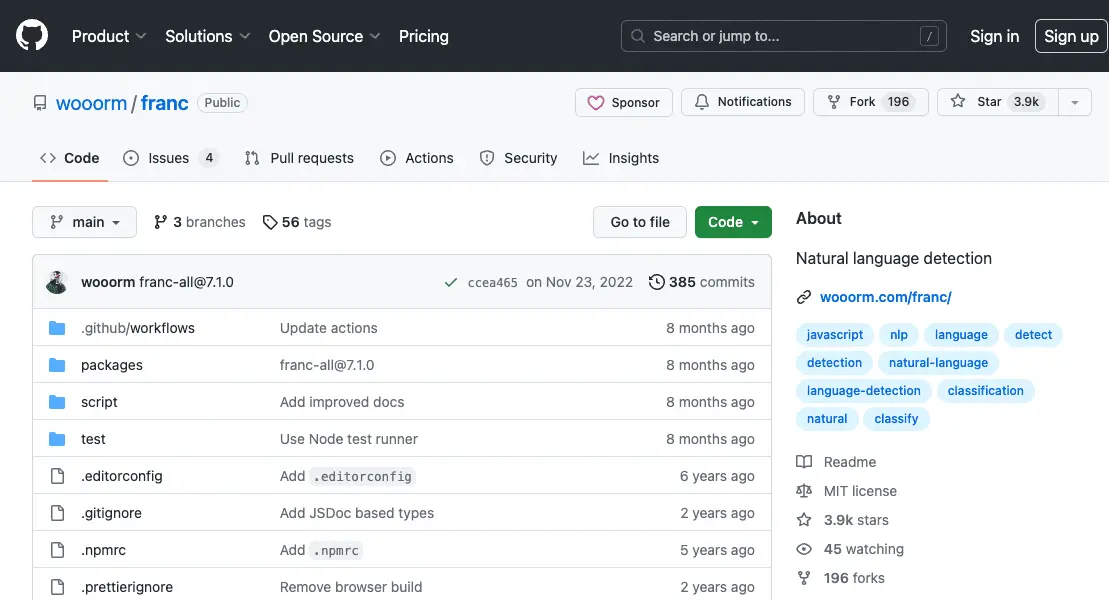 Product Solutions Open Source Pricing Search or jump to... / Sign in Sign up
wooorm / franc Public Sponsor Notifications Fork 196 Star 3.9k
Code Issues 4 Pull requests Actions Security Insights
main 3 branches 56 tags Go to file Code
wooorm franc-all@7.1.0 ccea465 on Nov 23, 2022 385 commits
.github/workflows Update actions 8 months ago
packages franc-all@7.1.0 8 months ago
script Add improved docs 8 months ago
test Use Node test runner 8 months ago
.editorconfig Add .editorconfig 6 years ago
.gitignore Add JSDoc based types 2 years ago
.npmrc Add .npmrc 5 years ago
.prettierignore Remove browser build 2 years ago
About
Natural language detection
wooorm.com/franc/
javascript nlp language detect
detection natural-language
language-detection classification
natural classify
Readme
MIT license
3.9k stars
45 watching
196 forks